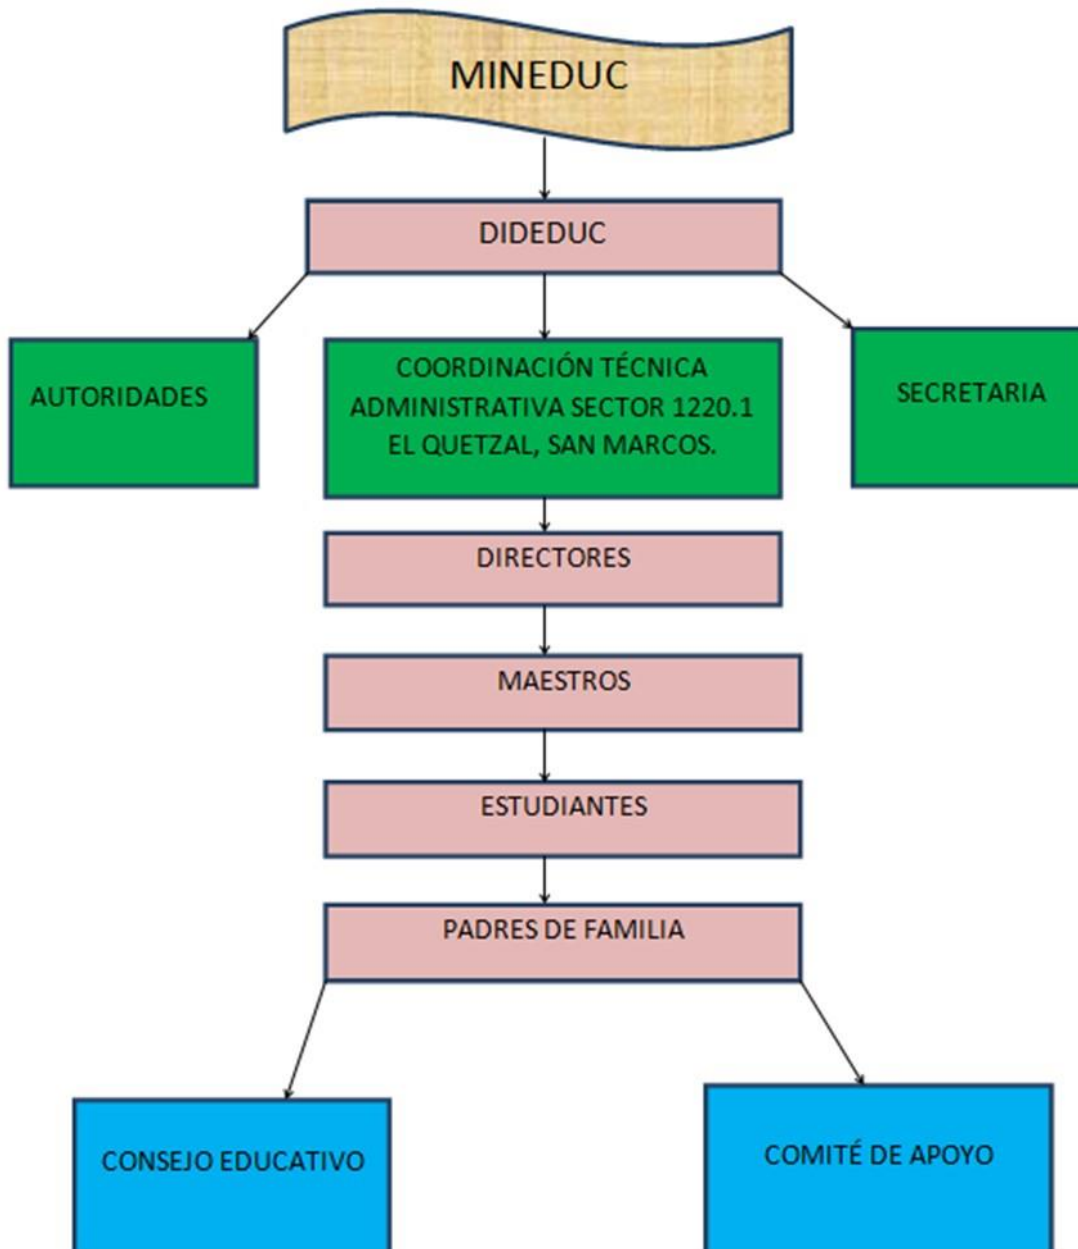 MINEDUC
DIDEDUC
AUTORIDADES
COORDINACIÓN TÉCNICA
ADMINISTRATIVA SECTOR 1220.1
EL QUETZAL, SAN MARCOS.
SECRETARIA
DIRECTORES
MAESTROS
ESTUDIANTES
PADRES DE FAMILIA
CONSEJO EDUCATIVO
COMITÉ DE APOYO